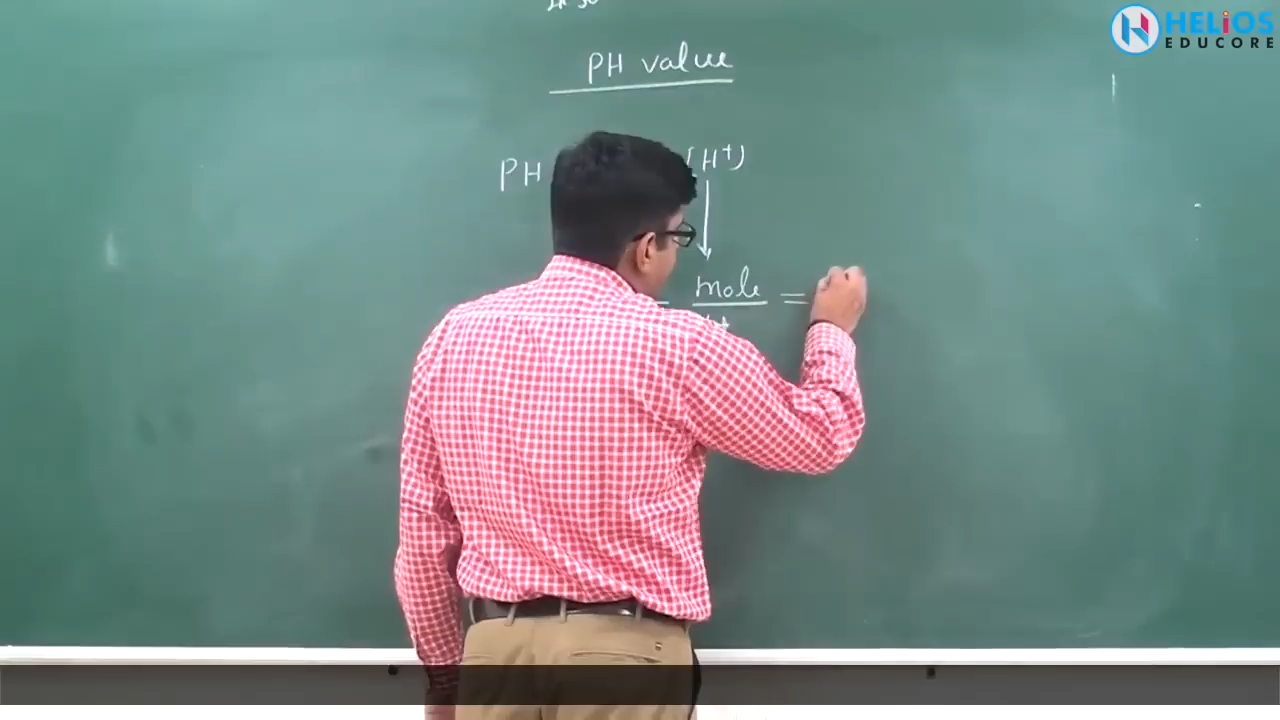 HELiOS
EDUCORE
PH value
PH (H+)
= mole =